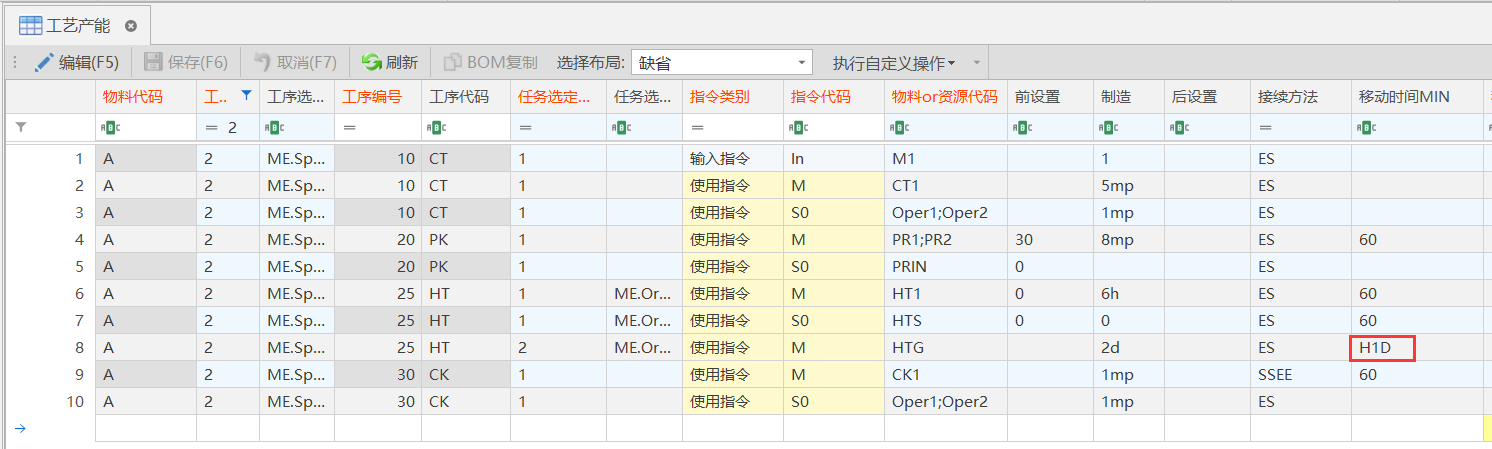 工艺产能
编辑(F5) 保存(F6) 取消(F7) 刷新 BOM复制 选择布局: 缺省 执行自定义操作
物料代码 工.. 工序选... 工序编号 工序代码 任务选定... 任务选... 指令类别 指令代码 物料or资源代码 前设置 制造 后设置 接续方法 移动时间MIN
ABC = 2 ABC = ABC = ABC = ABC ABC ABC ABC ABC = ABC
1 A 2 ME.Sp... 10 CT 1 输入指令 In M1 1 ES
2 A 2 ME.Sp... 10 CT 1 使用指令 M CT1 5mp ES
3 A 2 ME.Sp... 10 CT 1 使用指令 S0 Oper1;Oper2 1mp ES
4 A 2 ME.Sp... 20 PK 1 使用指令 M PR1;PR2 30 8mp ES 60
5 A 2 ME.Sp... 20 PK 1 使用指令 S0 PRIN 0 ES
6 A 2 ME.Sp... 25 HT 1 ME.Or... 使用指令 M HT1 0 6h ES 60
7 A 2 ME.Sp... 25 HT 1 ME.Or... 使用指令 S0 HTS 0 0 ES 60
8 A 2 ME.Sp... 25 HT 2 ME.Or... 使用指令 M HTG 2d ES H1D
9 A 2 ME.Sp... 30 CK 1 使用指令 M CK1 1mp SSEE 60
10 A 2 ME.Sp... 30 CK 1 使用指令 S0 Oper1;Oper2 1mp ES